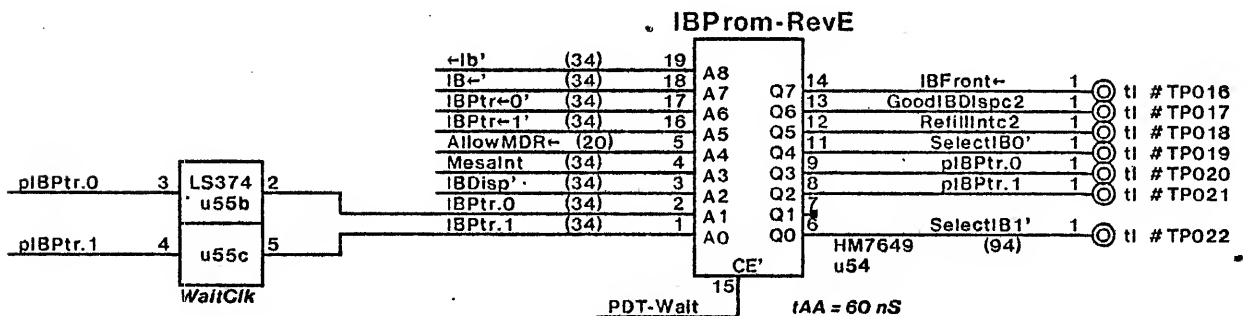 IBProm-RevE
←Ib' (34) 19 A8
IB←' (34) 18 A7
IBPtr←0' (34) 17 A6
IBPtr←1' (34) 16 A5
AllowMDR← (20) 5 A4
MesaInt (34) 4 A3
IBDisp' (34) 3 A2
IBPtr.0 (34) 2 A1
IBPtr.1 (34) 1 A0
Q7 14 IBFront← 1 tl #TP016
Q6 13 GoodIBDispc2 1 tl #TP017
Q5 12 RefillIntc2 1 tl #TP018
Q4 11 SelectIB0' 1 tl #TP019
Q3 9 pIBPtr.0 1 tl #TP020
Q2 8 pIBPtr.1 1 tl #TP021
Q1 7
Q0 6 SelectIB1' 1 tl #TP022
HM7649 (94)
u54
pIBPtr.0 3 LS374 2
u55b
pIBPtr.1 4 u55c 5
WaitClk
CE'
15
PDT-Wait
tAA = 60 nS